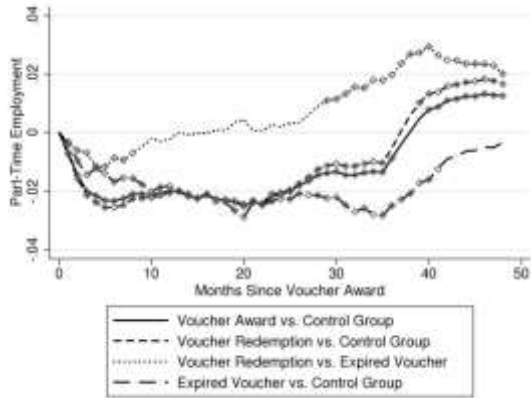 .04
.02
0
-.02
-.04
Part-Time Employment
0 10 20 30 40 50
Months Since Voucher Award
Voucher Award vs. Control Group
Voucher Redemption vs. Control Group
Voucher Redemption vs. Expired Voucher
Expired Voucher vs. Control Group